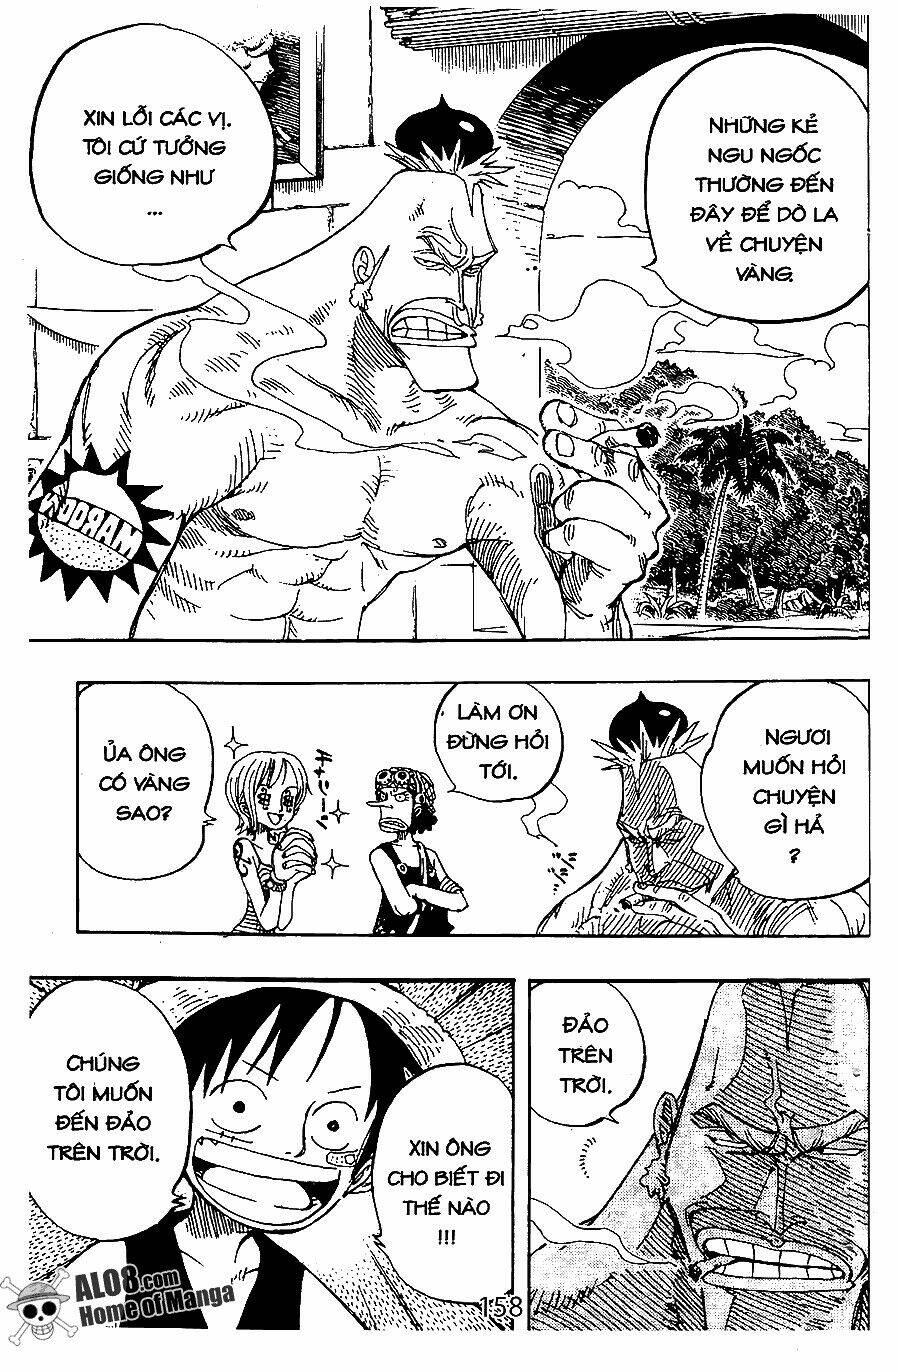 XIN LỖI CÁC VỊ.
TÔI CỨ TƯỞNG
GIỐNG NHƯ
...
NHỮNG KẺ
NGU NGỐC
THƯỜNG ĐẾN
ĐÂY ĐỂ DÒ LA
VỀ CHUYỆN
VÀNG.
MARRON
ỦA ÔNG
CÓ VÀNG
SAO?
LÀM ƠN
ĐỪNG HỎI
TỚI.
NGƯƠI
MUỐN HỎI
CHUYỆN
GÌ HẢ
?
CHÚNG
TÔI MUỐN
ĐẾN ĐẢO
TRÊN TRỜI.
XIN ÔNG
CHO BIẾT ĐI
THẾ NÀO
!!!
ĐẢO
TRÊN
TRỜI.
158
ALO8.com
Home of Manga